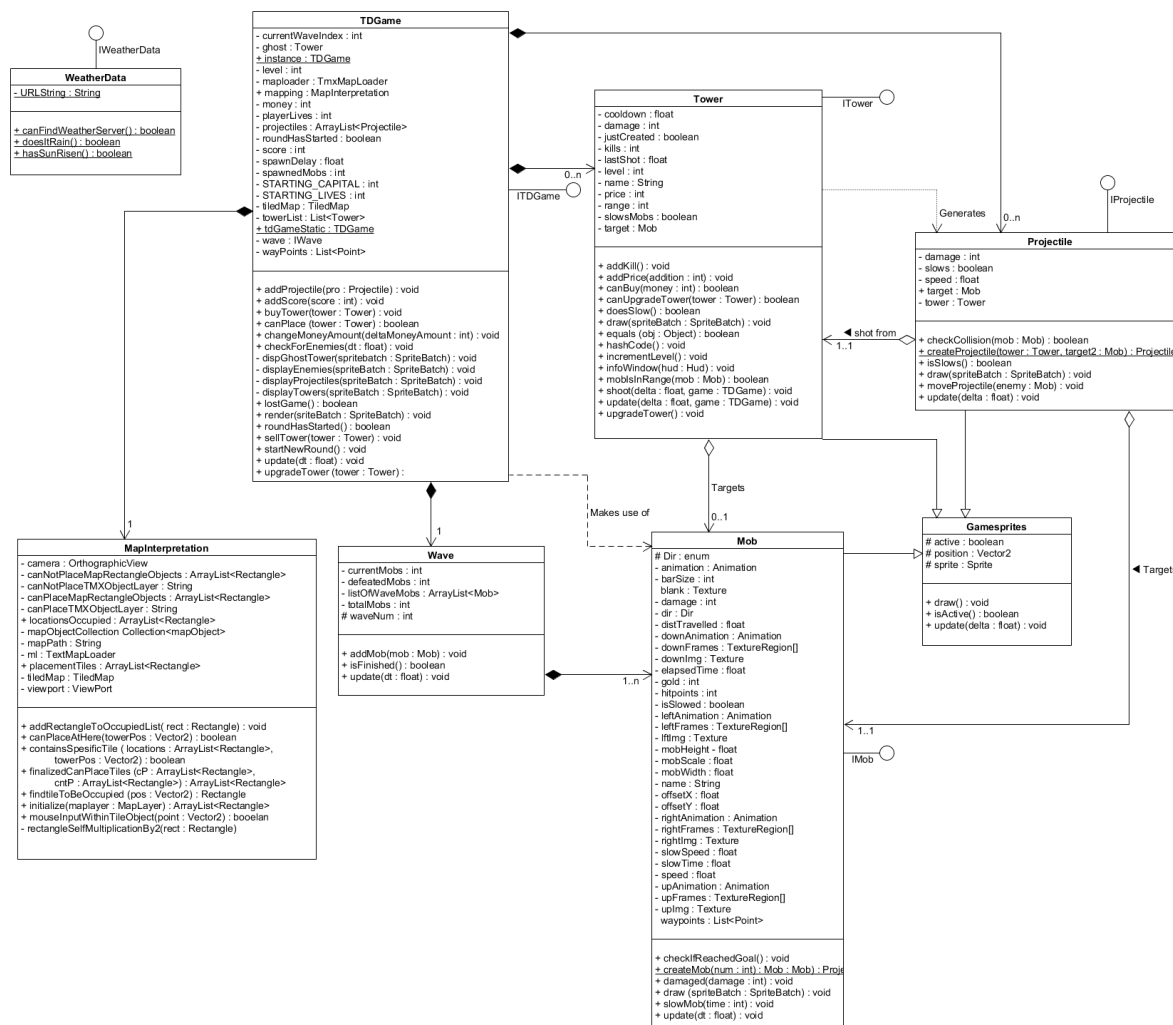 IWeatherData
WeatherData
- URLString : String
+ canFindWeatherServer() : boolean
+ doesItRain() : boolean
+ hasSunRisen() : boolean
TDGame
- currentWaveIndex : int
- ghost : Tower
+ instance : TDGame
- level : int
- maploader : TmxMapLoader
+ mapping : MapInterpretation
- money : int
- playerLives : int
- projectiles : ArrayList<Projectile>
- roundHasStarted : boolean
- score : int
- spawnDelay : float
- spawnedMobs : int
- STARTING_CAPITAL : int
- STARTING_LIVES : int
- tiledMap : TiledMap
- towerList : List<Tower>
+ tdGameStatic : TDGame
- wave : IWave
- wayPoints : List<Point>
+ addProjectile(pro : Projectile) : void
+ addScore(score : int) : void
+ buyTower(tower : Tower) : void
+ canPlace (tower : Tower) : boolean
+ changeMoneyAmount(deltaMoneyAmount : int) : void
+ checkForEnemies(dt : float) : void
- dispGhostTower(spritebatch : SpriteBatch) : void
- displayEnemies(spriteBatch : SpriteBatch) : void
- displayProjectiles(spriteBatch : SpriteBatch) : void
- displayTowers(spriteBatch : SpriteBatch) : void
+ lostGame() : boolean
+ render(sriteBatch : SpriteBatch) : void
+ roundHasStarted() : boolean
+ sellTower(tower : Tower) : void
+ startNewRound() : void
+ update(dt : float) : void
+ upgradeTower (tower : Tower) :
0..n
ITDGame
Tower
- cooldown : float
- damage : int
- justCreated : boolean
- kills : int
- lastShot : float
- level : int
- name : String
- price : int
- range : int
- slowsMobs : boolean
- target : Mob
+ addKill() : void
+ addPrice(addition : int) : void
+ canBuy(money : int) : boolean
+ canUpgradeTower(tower : Tower) : boolean
+ doesSlow() : boolean
+ draw(spriteBatch : SpriteBatch) : void
+ equals (obj : Object) : boolean
+ hashCode() : void
+ incrementLevel() : void
+ infoWindow(hud : Hud) : void
+ mobIsInRange(mob : Mob) : boolean
+ shoot(delta : float, game : TDGame) : void
+ update(delta : float, game : TDGame) : void
+ upgradeTower() : void
ITower
Generates
0..n
IProjectile
Projectile
- damage : int
- slows : boolean
- speed : float
+ target : Mob
- tower : Tower
+ checkCollision(mob : Mob) : boolean
+ createProjectile(tower : Tower, target2 : Mob) : Projectile
+ isSlows() : boolean
+ draw(spriteBatch : SpriteBatch) : void
+ moveProjectile(enemy : Mob) : void
+ update(delta : float) : void
◀ shot from
1..1
Targets
0..1
Makes use of
1
1
MapInterpretation
- camera : OrthographicView
- canNotPlaceMapRectangleObjects : ArrayList<Rectangle>
- canNotPlaceTMXObjectLayer : String
- canPlaceMapRectangleObjects : ArrayList<Rectangle>
- canPlaceTMXObjectLayer : String
+ locationsOccupied : ArrayList<Rectangle>
- mapObjectCollection Collection<mapObject>
- mapPath : String
- ml : TextMapLoader
+ placementTiles : ArrayList<Rectangle>
- tiledMap : TiledMap
- viewport : ViewPort
+ addRectangleToOccupiedList( rect : Rectangle) : void
+ canPlaceAtHere(towerPos : Vector2) : boolean
+ containsSpesificTile ( locations : ArrayList<Rectangle>,
towerPos : Vector2) : boolean
+ finalizedCanPlaceTiles (cP : ArrayList<Rectangle>,
cntP : ArrayList<Rectangle>) : ArrayList<Rectangle>
+ findtileToBeOccupied (pos : Vector2) : Rectangle
+ initialize(maplayer : MapLayer) : ArrayList<Rectangle>
+ mouseInputWithinTileObject(point : Vector2) : booelan
- rectangleSelfMultiplicationBy2(rect : Rectangle)
Wave
- currentMobs : int
- defeatedMobs : int
- listOfWaveMobs : ArrayList<Mob>
- totalMobs : int
# waveNum : int
+ addMob(mob : Mob) : void
+ isFinished() : boolean
+ update(dt : float) : void
1..n
Mob
# Dir : enum
- animation : Animation
- barSize : int
blank : Texture
- damage : int
- dir : Dir
- distTravelled : float
- downAnimation : Animation
- downFrames : TextureRegion[]
- downImg : Texture
- elapsedTime : float
- gold : int
- hitpoints : int
- isSlowed : boolean
- leftAnimation : Animation
- leftFrames : TextureRegion[]
- lftImg : Texture
- mobHeight - float
- mobScale : float
- mobWidth : float
- name : String
- offsetX : float
- offsetY : float
- rightAnimation : Animation
- rightFrames : TextureRegion[]
- rightImg : Texture
- slowSpeed : float
- slowTime : float
- speed : float
- upAnimation : Animation
- upFrames : TextureRegion[]
- upImg : Texture
waypoints : List<Point>
+ checkIfReachedGoal() : void
+ createMob(num : int) : Mob : Mob) : Proje
+ damaged(damage : int) : void
+ draw (spriteBatch : SpriteBatch) : void
+ slowMob(time : int) : void
+ update(dt : float) : void
Gamesprites
# active : boolean
# position : Vector2
# sprite : Sprite
+ draw() : void
+ isActive() : boolean
+ update(delta : float) : void
◀ Targets
1..1
IMob